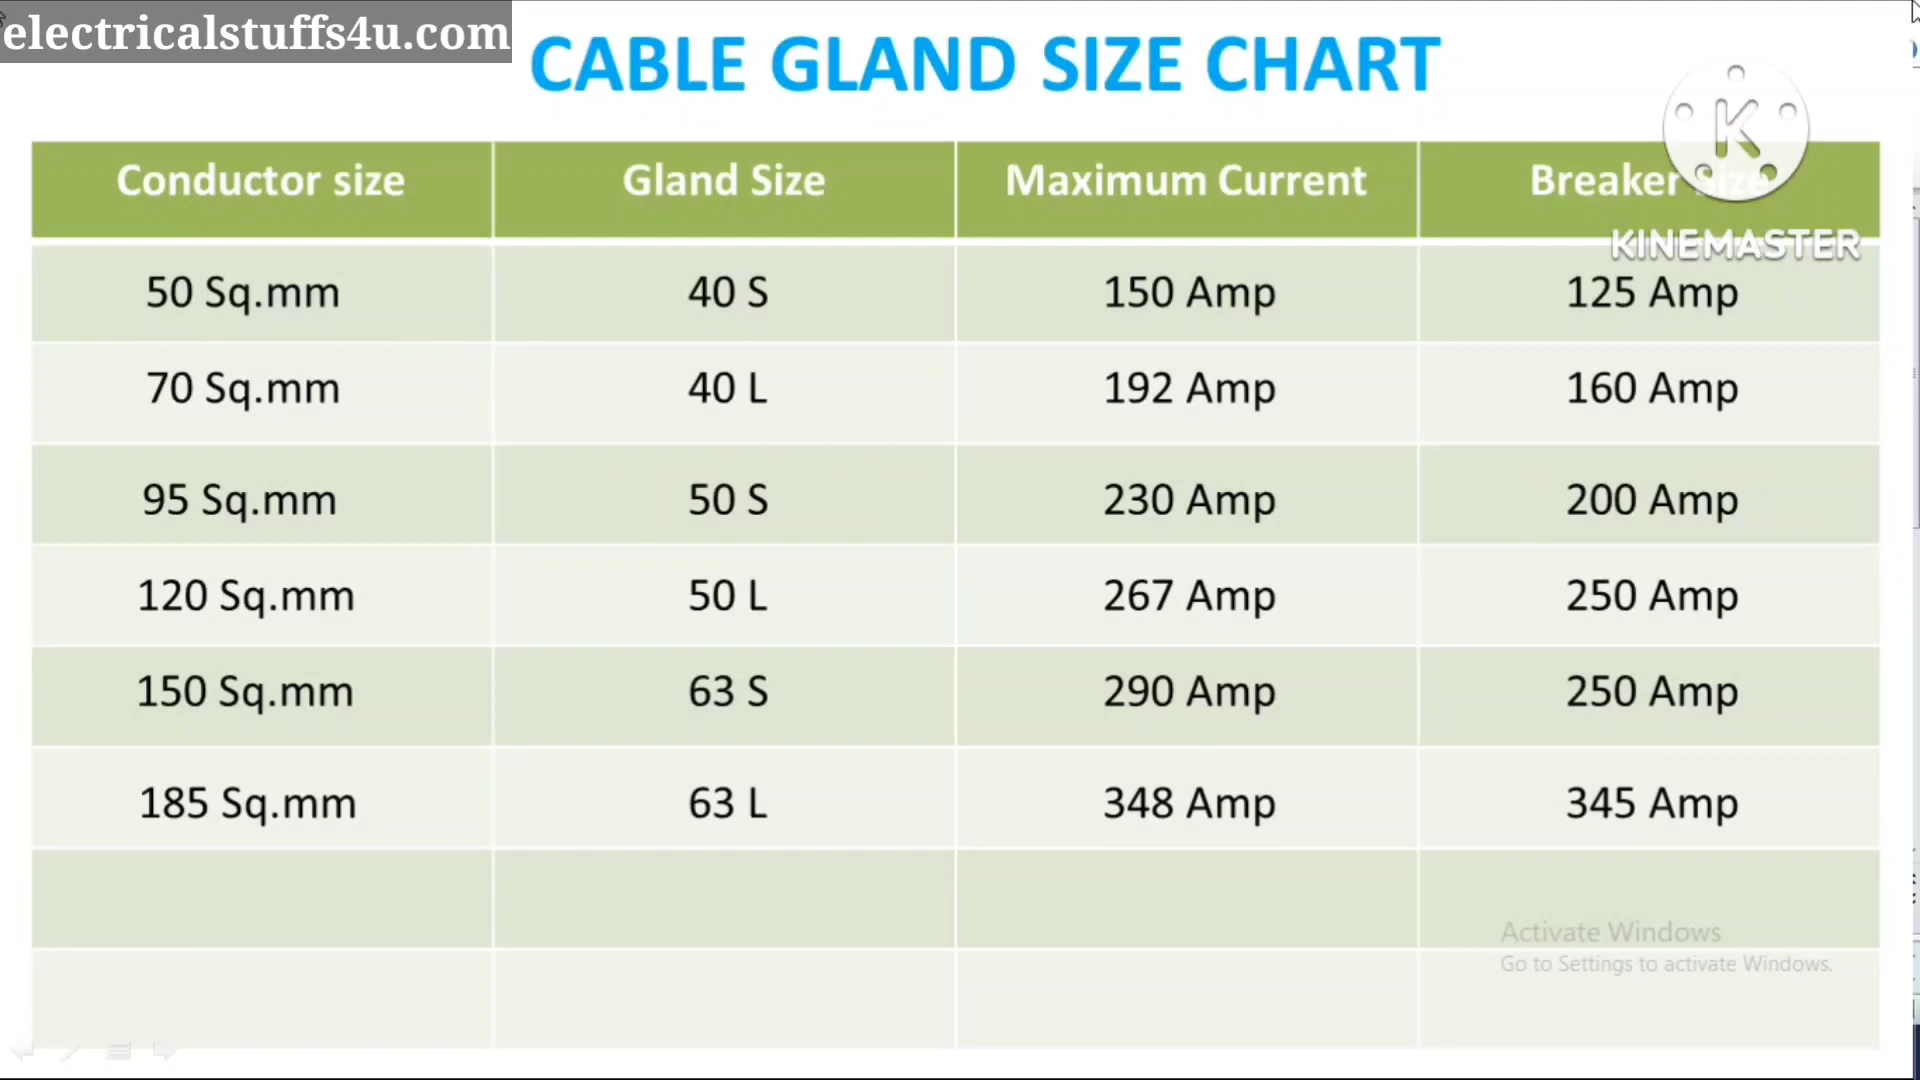 electricalstuffs4u.com
CABLE GLAND SIZE CHART
Conductor size Gland Size Maximum Current Breaker Size
KINEMASTER
50 Sq.mm 40 S 150 Amp 125 Amp
70 Sq.mm 40 L 192 Amp 160 Amp
95 Sq.mm 50 S 230 Amp 200 Amp
120 Sq.mm 50 L 267 Amp 250 Amp
150 Sq.mm 63 S 290 Amp 250 Amp
185 Sq.mm 63 L 348 Amp 345 Amp
Activate Windows
Go to Settings to activate Windows.